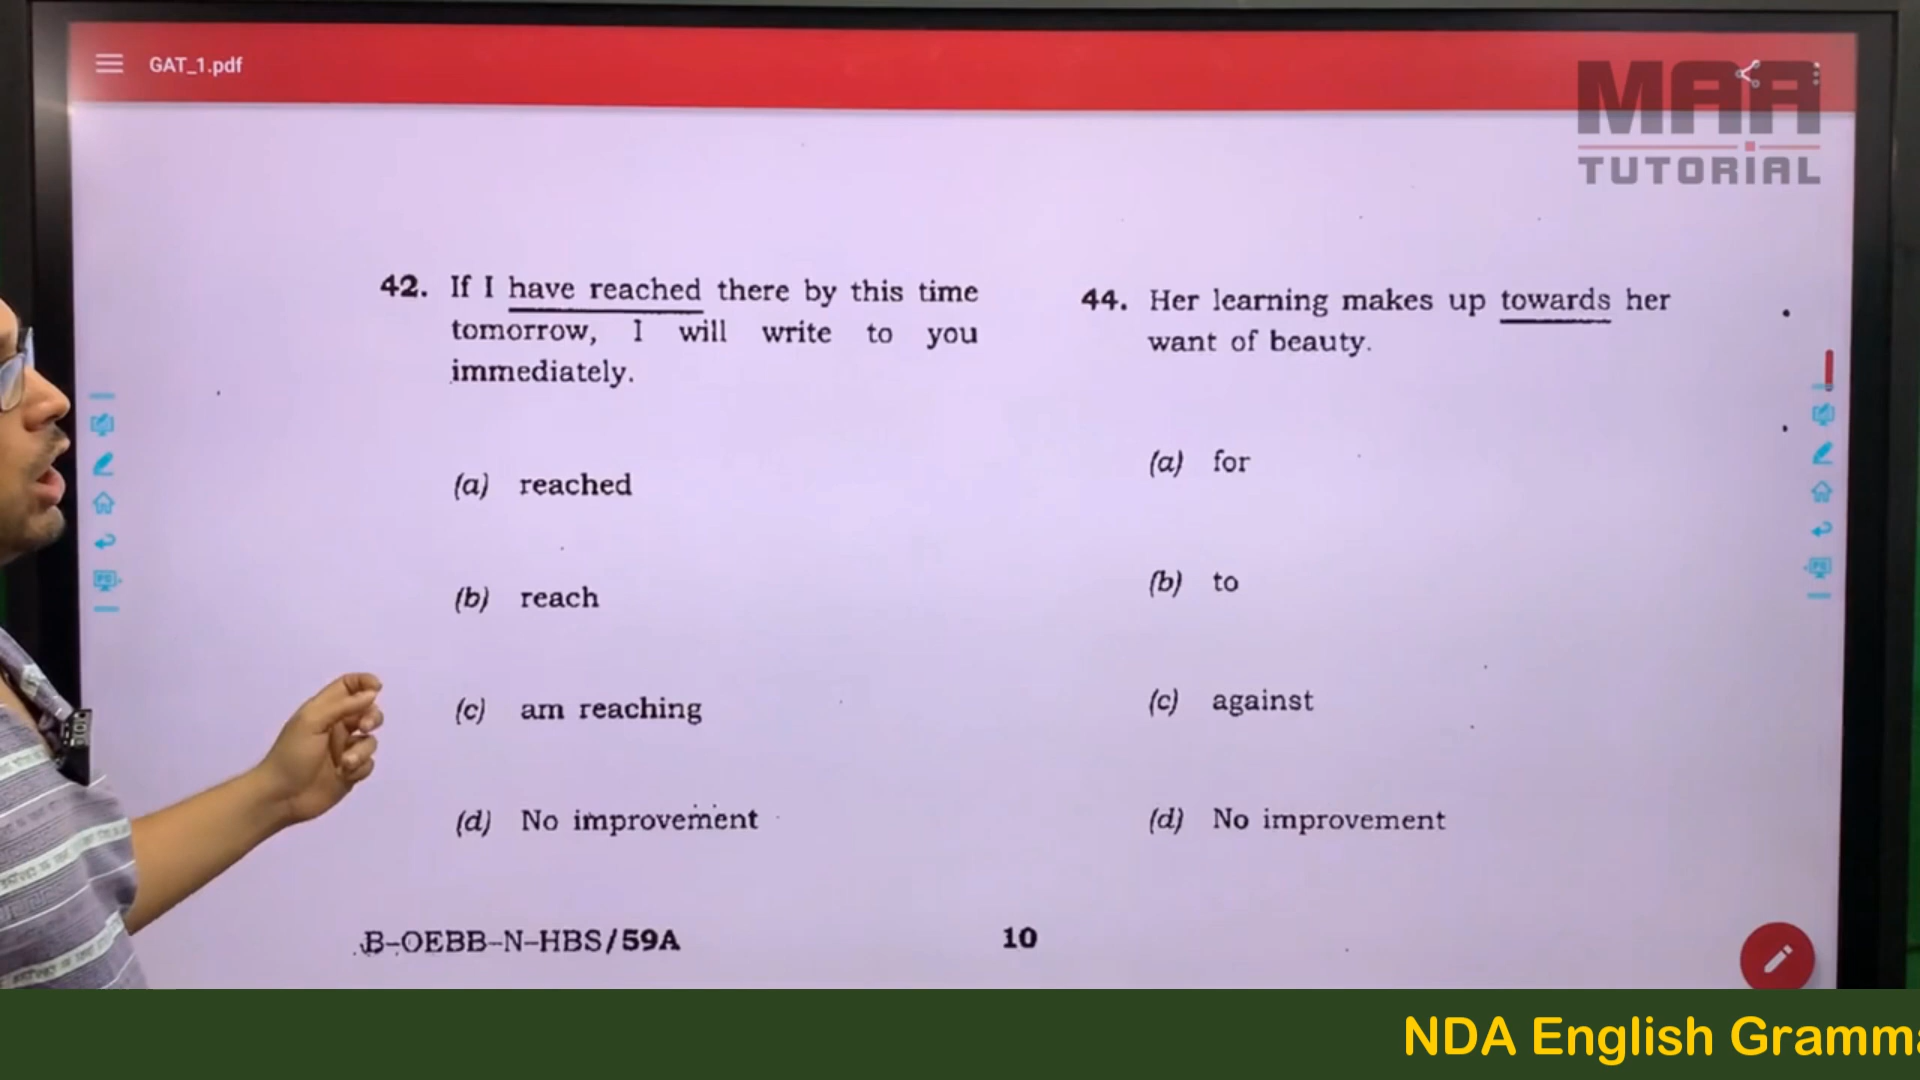 GAT_1.pdf
MAA
TUTORIAL
42. If I have reached there by this time
tomorrow, I will write to you
immediately.
(a) reached
(b) reach
(c) am reaching
(d) No improvement
44. Her learning makes up towards her
want of beauty.
(a) for
(b) to
(c) against
(d) No improvement
B-OEBB-N-HBS/59A
10
NDA English Gramma